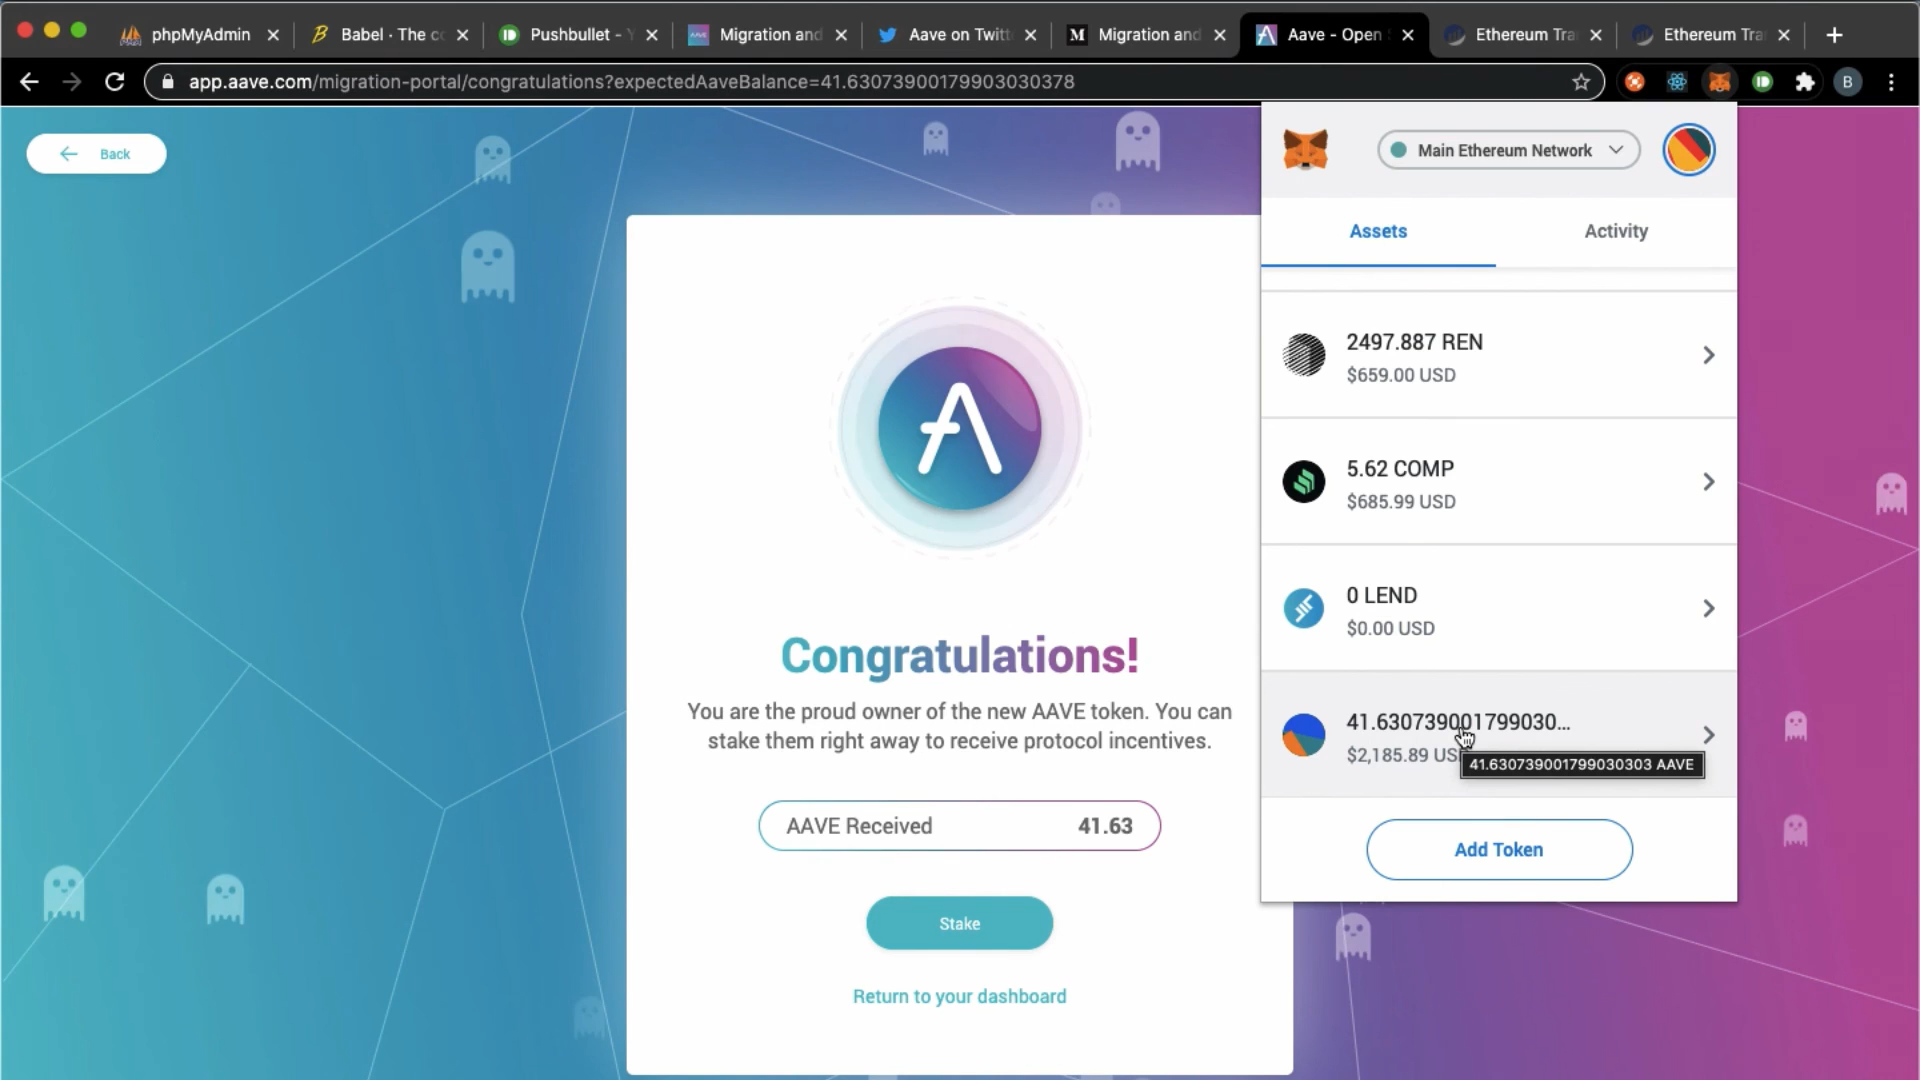 phpMyAdmin
Babel · The co
Pushbullet - Y
Migration and
Aave on Twitt
Migration and
Aave - Open S
Ethereum Tra
Ethereum Tra
app.aave.com/migration-portal/congratulations?expectedAaveBalance=41.63073900179903030378
B
Back
Main Ethereum Network
Assets
Activity
2497.887 REN
$659.00 USD
5.62 COMP
$685.99 USD
0 LEND
$0.00 USD
41.630739001799030...
$2,185.89 US
41.630739001799030303 AAVE
Add Token
Congratulations!
You are the proud owner of the new AAVE token. You can
stake them right away to receive protocol incentives.
AAVE Received 41.63
Stake
Return to your dashboard